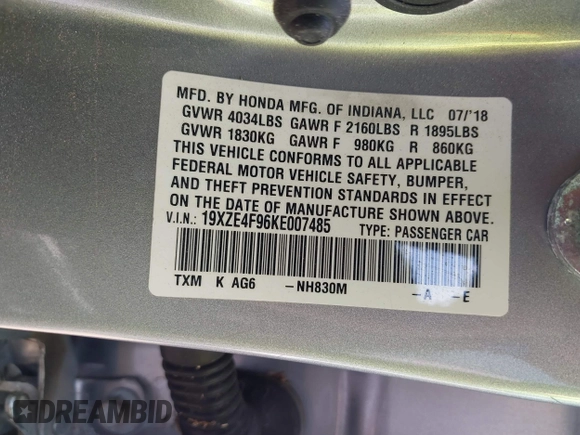 MFD. BY HONDA MFG. OF INDIANA, LLC 07/'18
GVWR 4034LBS GAWR F 2160LBS R 1895LBS
GVWR 1830KG GAWR F 980KG R 860KG
THIS VEHICLE CONFORMS TO ALL APPLICABLE
FEDERAL MOTOR VEHICLE SAFETY, BUMPER,
AND THEFT PREVENTION STANDARDS IN EFFECT
ON THE DATE OF MANUFACTURE SHOWN ABOVE.
V.I.N.: 19XZE4F96KE007485 TYPE: PASSENGER CAR
TXM K AG6 -NH830M -A -E
DREAMBID